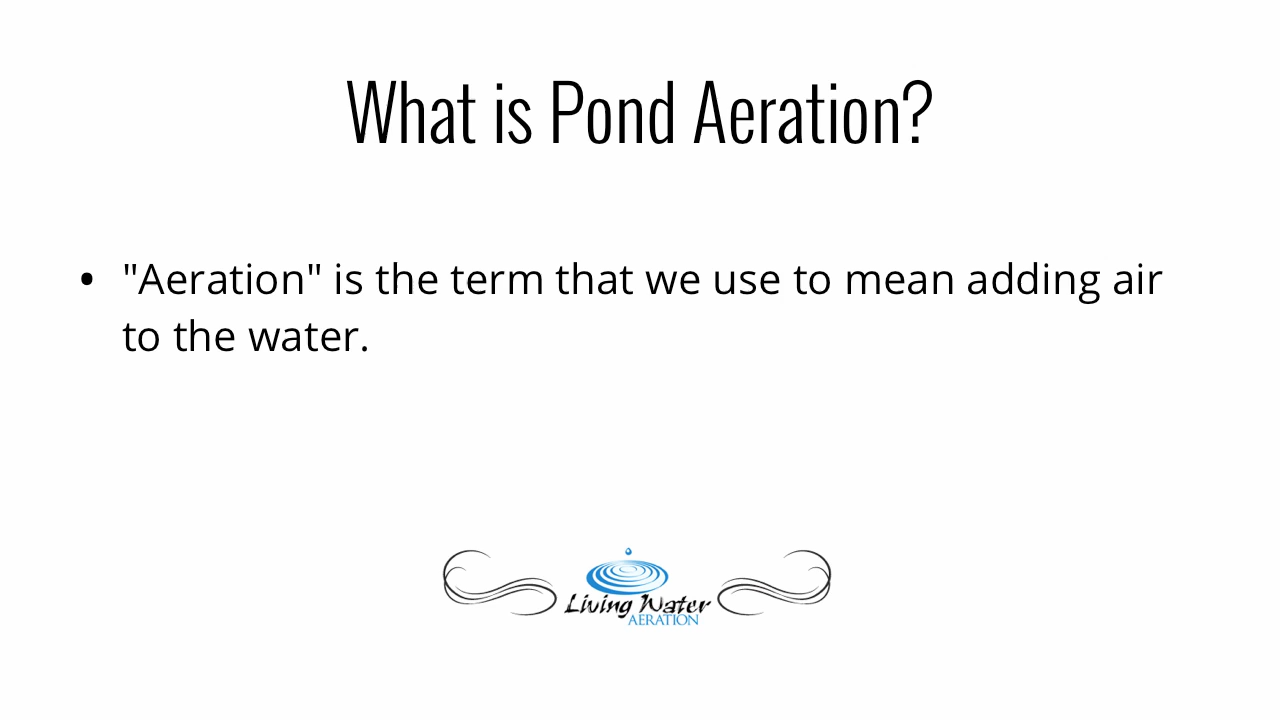 What is Pond Aeration?
• "Aeration" is the term that we use to mean adding air
to the water.
Living Water
AERATION